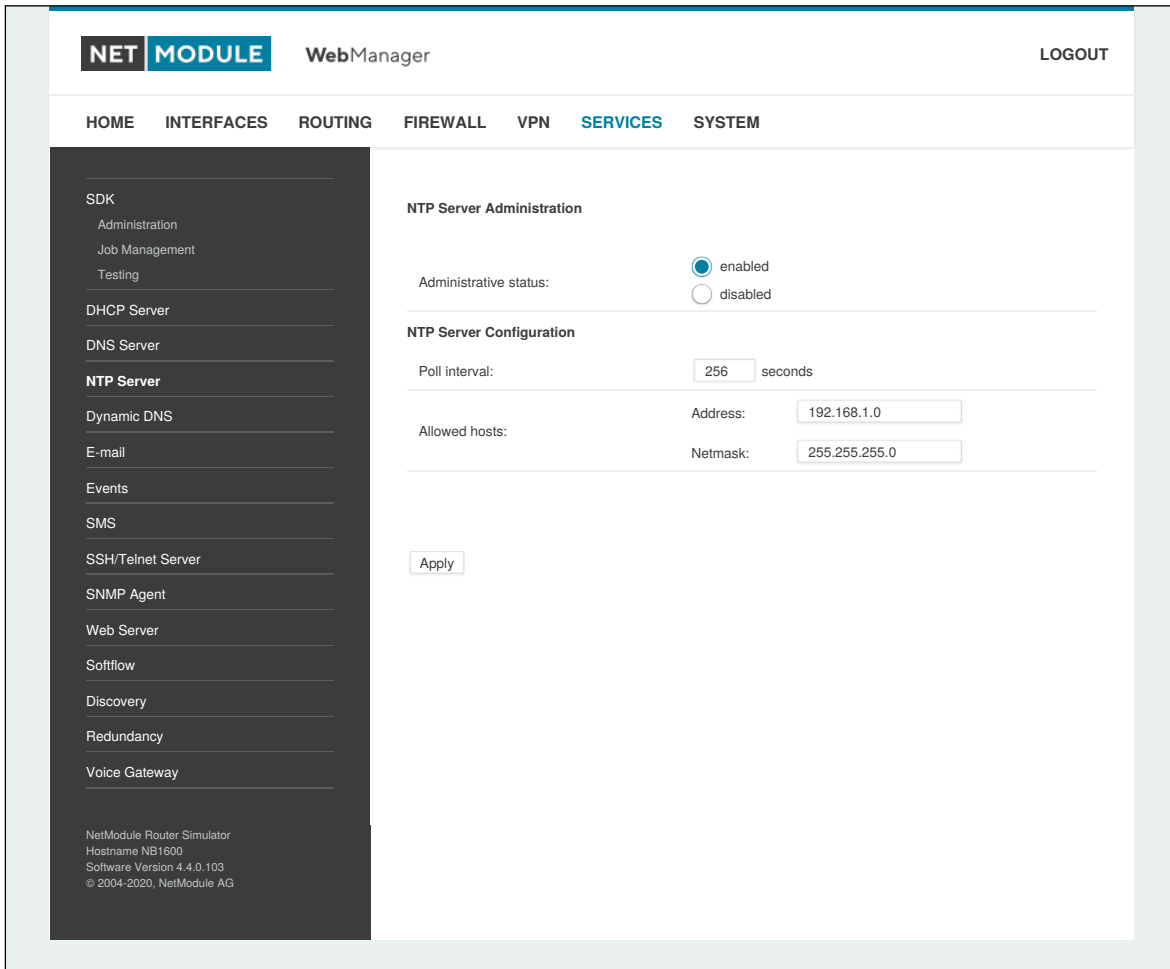 NET MODULE WebManager LOGOUT
HOME INTERFACES ROUTING FIREWALL VPN SERVICES SYSTEM
SDK
Administration
Job Management
Testing
DHCP Server
DNS Server
NTP Server
Dynamic DNS
E-mail
Events
SMS
SSH/Telnet Server
SNMP Agent
Web Server
Softflow
Discovery
Redundancy
Voice Gateway
NetModule Router Simulator
Hostname NB1600
Software Version 4.4.0.103
© 2004-2020, NetModule AG
NTP Server Administration
Administrative status:
enabled
disabled
NTP Server Configuration
Poll interval: 256 seconds
Allowed hosts:
Address: 192.168.1.0
Netmask: 255.255.255.0
Apply